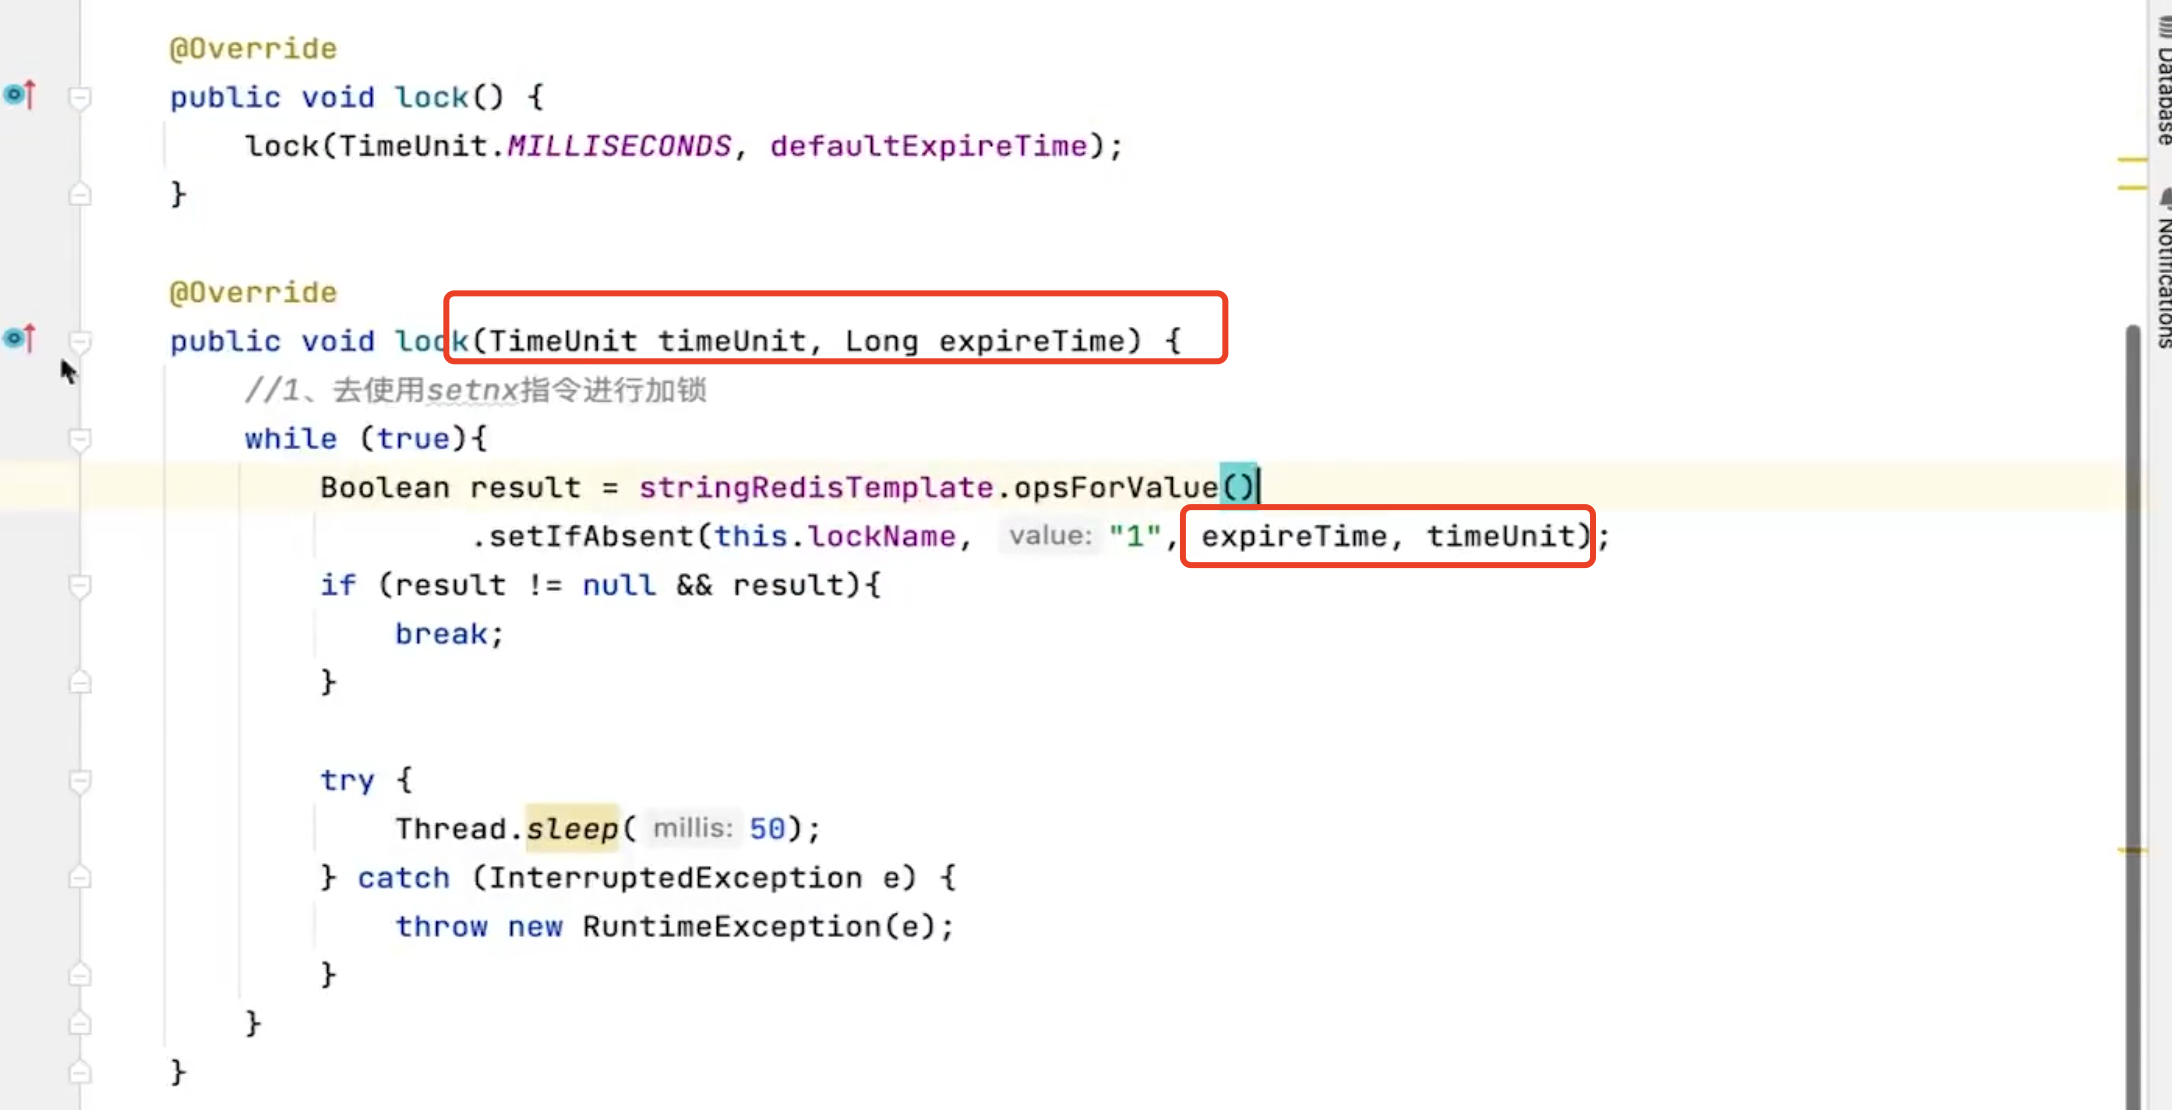 @Override
public void lock() {
lock(TimeUnit.MILLISECONDS, defaultExpireTime);
}
@Override
public void lock(TimeUnit timeUnit, Long expireTime) {
//1、去使用setnx指令进行加锁
while (true){
Boolean result = stringRedisTemplate.opsForValue()
.setIfAbsent(this.lockName, value: "1", expireTime, timeUnit);
if (result != null && result){
break;
}
try {
Thread.sleep( millis: 50);
} catch (InterruptedException e) {
throw new RuntimeException(e);
}
}
}
Database
Notifications